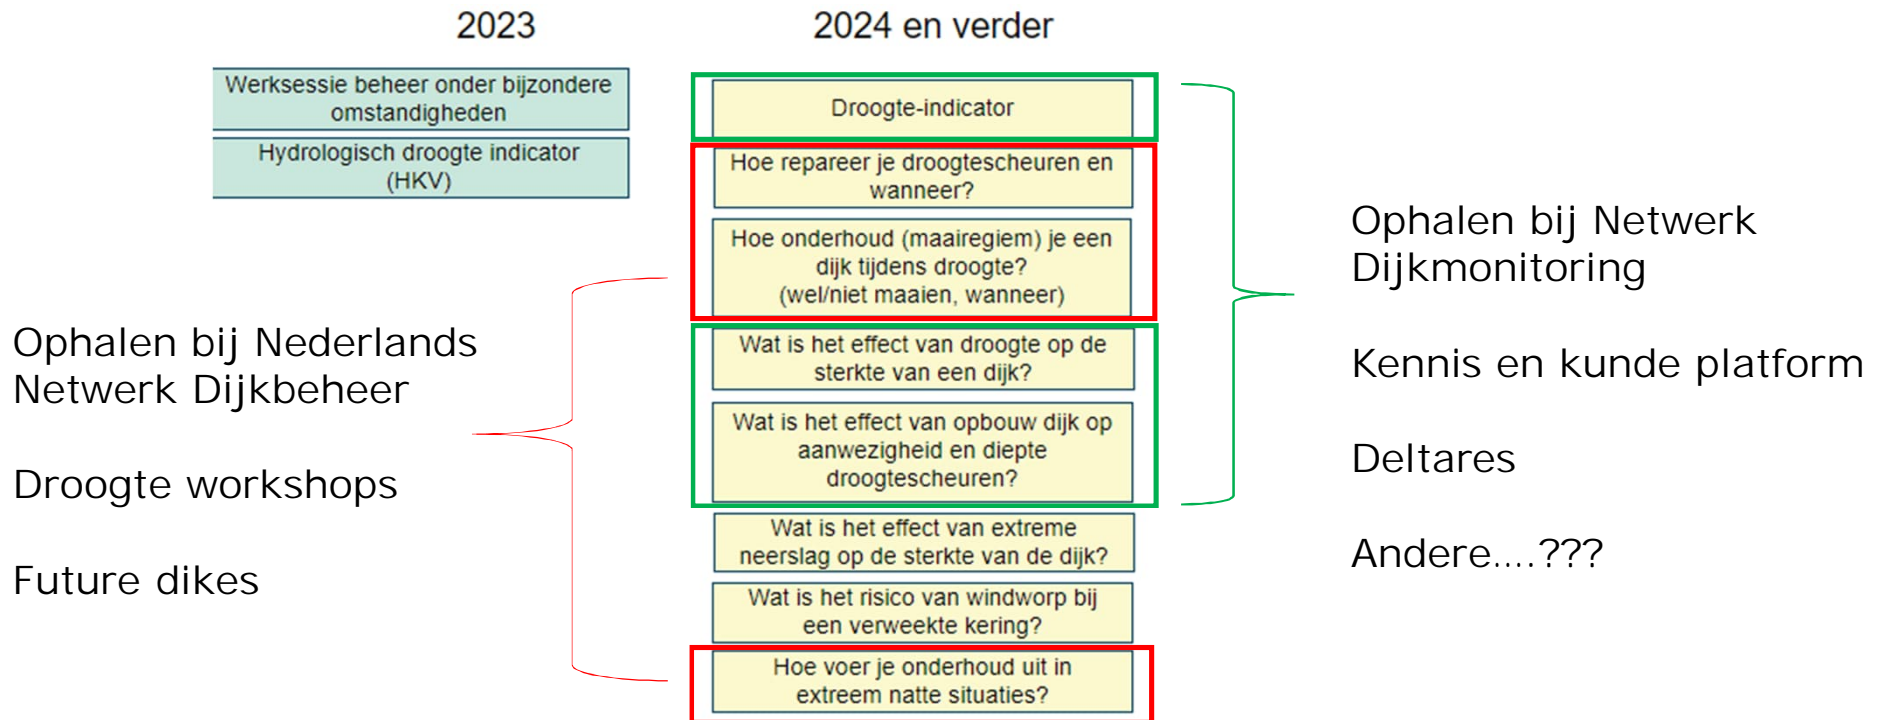 2023
Werksessie beheer onder bijzondere
omstandigheden
Hydrologisch droogte indicator
(HKV)
2024 en verder
Droogte-indicator
Hoe repareer je droogtescheuren en
wanneer?
Hoe onderhoud (maairegiem) je een
dijk tijdens droogte?
(wel/niet maaien, wanneer)
Wat is het effect van droogte op de
sterkte van een dijk?
Wat is het effect van opbouw dijk op
aanwezigheid en diepte
droogtescheuren?
Wat is het effect van extreme
neerslag op de sterkte van de dijk?
Wat is het risico van windworp bij
een verweekte kering?
Hoe voer je onderhoud uit in
extreem natte situaties?
Ophalen bij Nederlands
Netwerk Dijkbeheer
Droogte workshops
Future dikes
Ophalen bij Netwerk
Dijkmonitoring
Kennis en kunde platform
Deltares
Andere....???